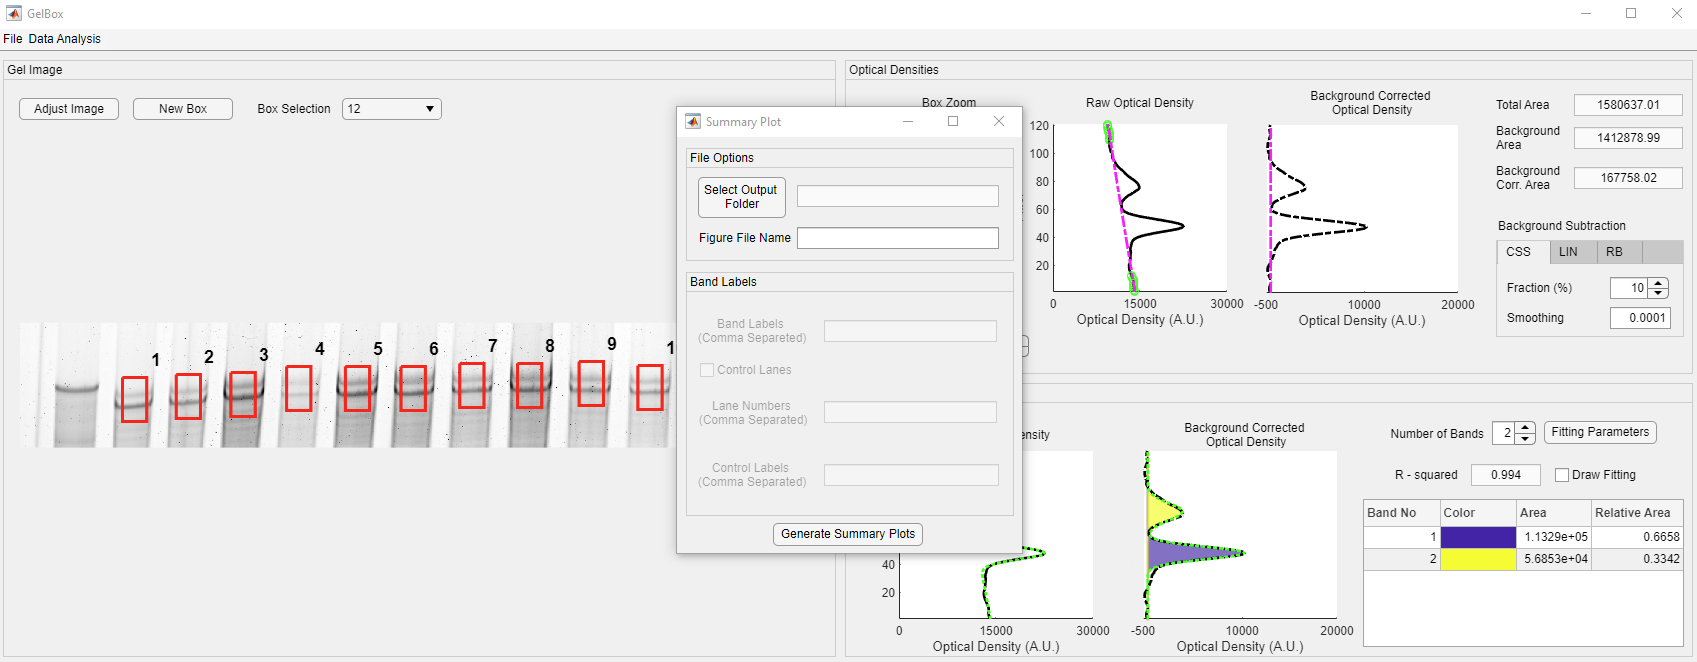 GelBox
File Data Analysis
Gel Image
Adjust Image
New Box
Box Selection
12
1
2
3
4
5
6
7
8
9
1
Summary Plot
File Options
Select Output
Folder
Figure File Name
Band Labels
Band Labels
(Comma Separeted)
Control Lanes
Lane Numbers
(Comma Separated)
Control Labels
(Comma Separated)
Generate Summary Plots
Optical Densities
Box Zoom
Raw Optical Density
120
100
80
60
40
20
0
15000
30000
Optical Density (A.U.)
Background Corrected
Optical Density
-500
10000
20000
Optical Density (A.U.)
Total Area
1580637.01
Background
Area
1412878.99
Background
Corr. Area
167758.02
Background Subtraction
CSS
LIN
RB
Fraction (%)
10
Smoothing
0.0001
ensity
40
20
0
15000
30000
Optical Density (A.U.)
Background Corrected
Optical Density
-500
10000
20000
Optical Density (A.U.)
Number of Bands
2
Fitting Parameters
R - squared
0.994
Draw Fitting
Band No Color Area Relative Area
1 1.1329e+05 0.6658
2 5.6853e+04 0.3342